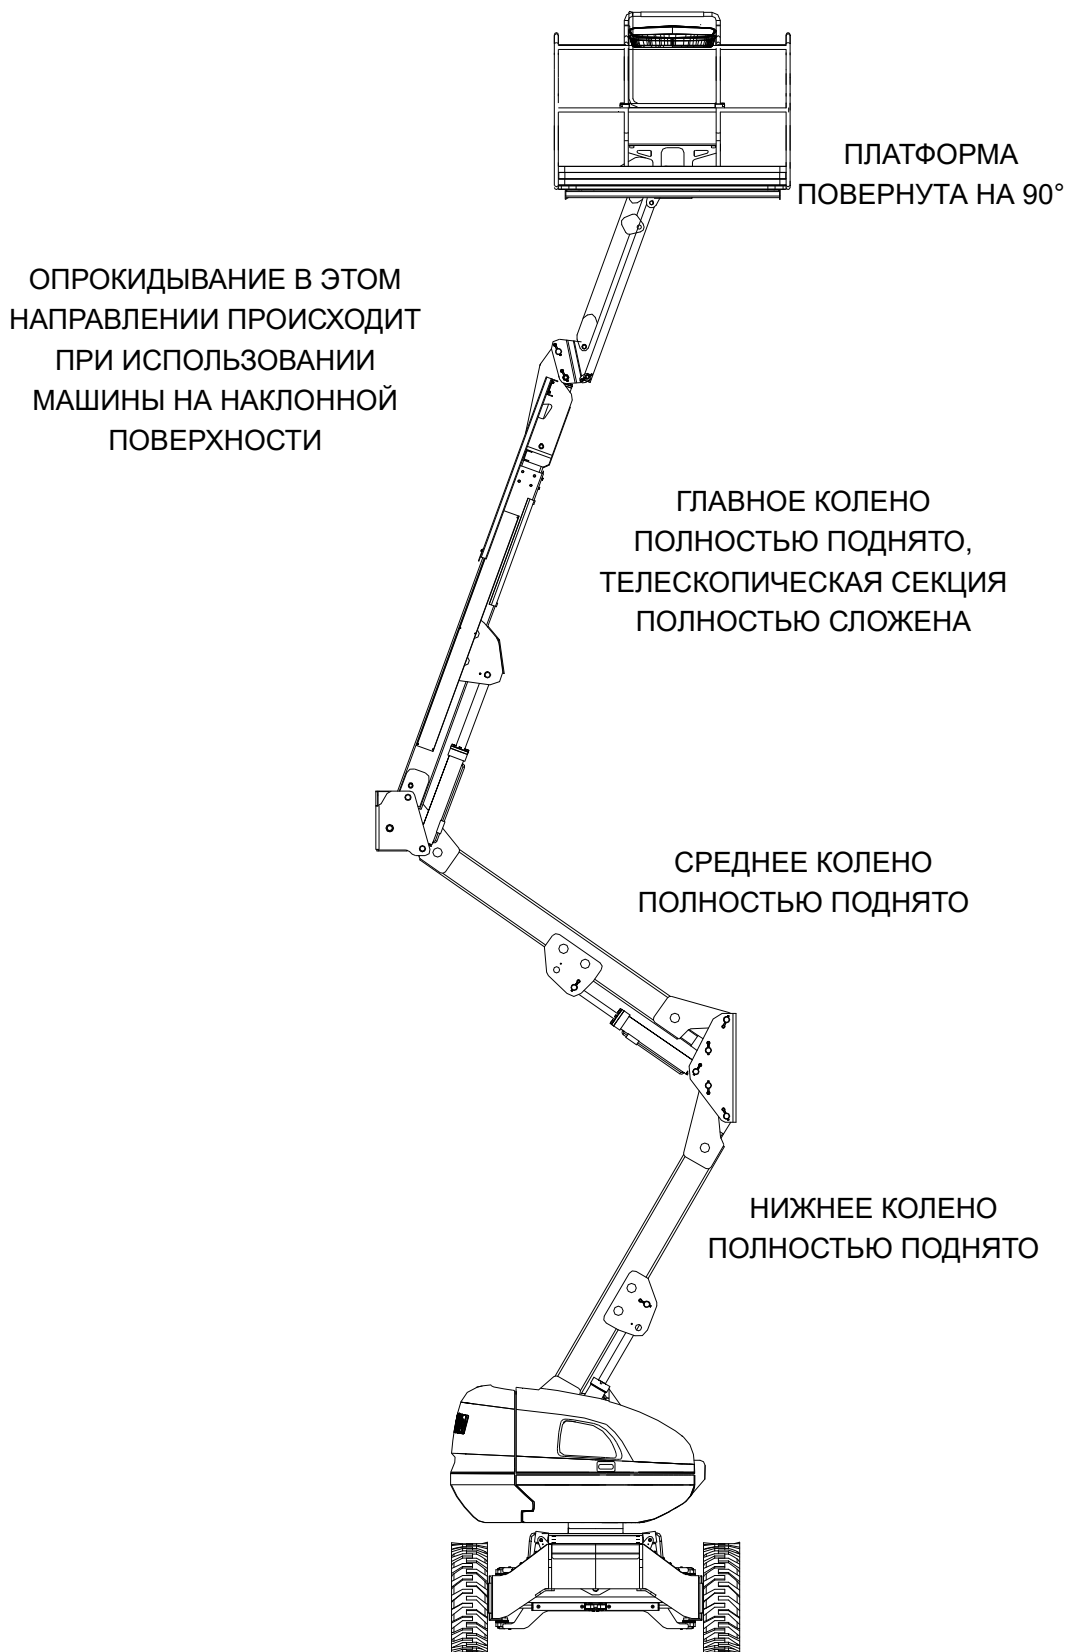 ПЛАТФОРМА
ПОВЕРНУТА НА 90°
ОПРОКИДЫВАНИЕ В ЭТОМ
НАПРАВЛЕНИИ ПРОИСХОДИТ
ПРИ ИСПОЛЬЗОВАНИИ
МАШИНЫ НА НАКЛОННОЙ
ПОВЕРХНОСТИ
ГЛАВНОЕ КОЛЕНО
ПОЛНОСТЬЮ ПОДНЯТО,
ТЕЛЕСКОПИЧЕСКАЯ СЕКЦИЯ
ПОЛНОСТЬЮ СЛОЖЕНА
СРЕДНЕЕ КОЛЕНО
ПОЛНОСТЬЮ ПОДНЯТО
НИЖНЕЕ КОЛЕНО
ПОЛНОСТЬЮ ПОДНЯТО